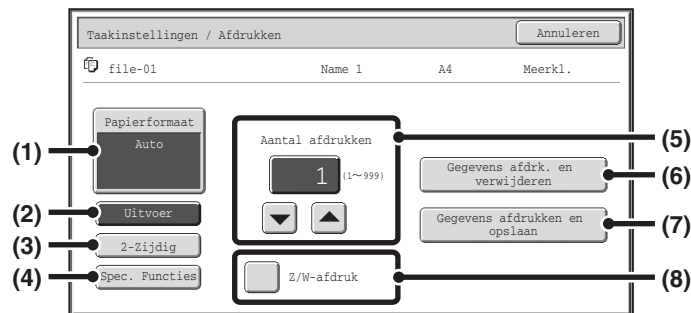 Taakinstellingen / Afdrukken
Annuleren
file-01 Name 1 A4 Meerkl.
Papierformaat
Auto
Uitvoer
2-Zijdig
Spec. Functies
Aantal afdrukken
1 (1~999)
Z/W-afdruk
Gegevens afdrk. en
verwijderen
Gegevens afdrukken en
opslaan
(1)
(2)
(3)
(4)
(5)
(6)
(7)
(8)